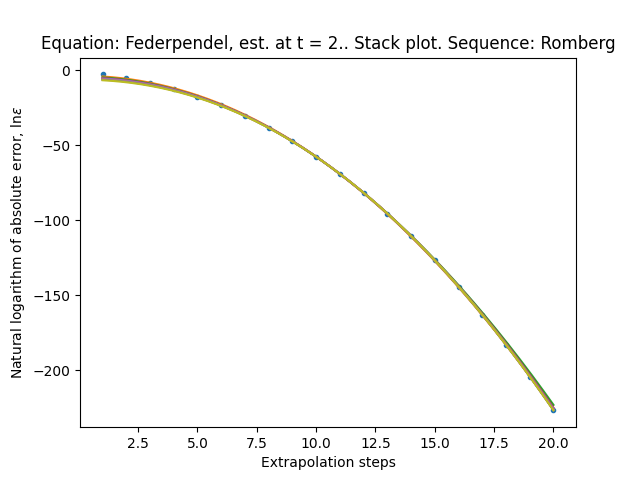 Equation: Federpendel, est. at t = 2.. Stack plot. Sequence: Romberg
0
−50
−100
−150
−200
Natural logarithm of absolute error, lnε
2.5 5.0 7.5 10.0 12.5 15.0 17.5 20.0
Extrapolation steps